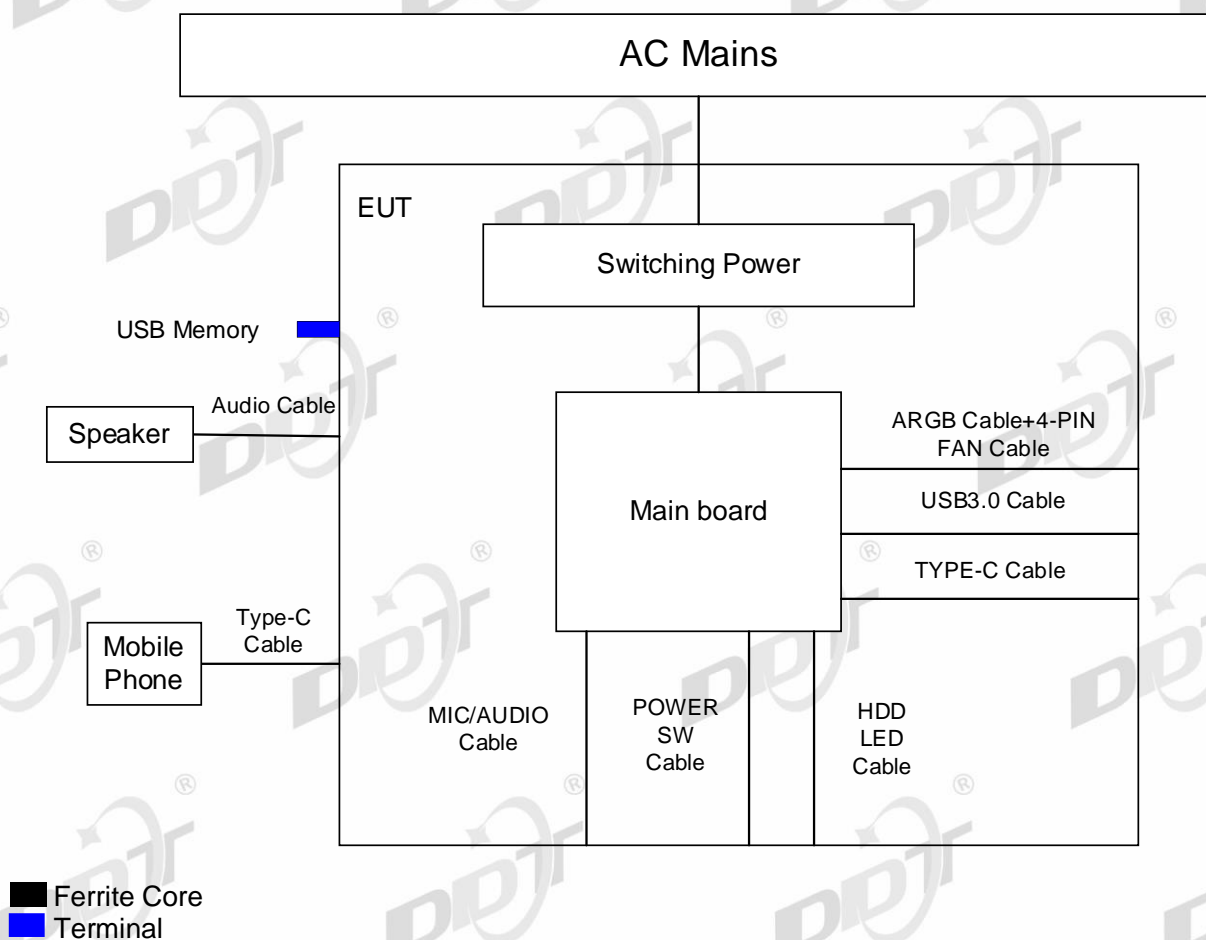 AC Mains
EUT
Switching Power
USB Memory
Audio Cable
Speaker
ARGB Cable+4-PIN
FAN Cable
Main board
USB3.0 Cable
TYPE-C Cable
Type-C
Cable
Mobile
Phone
MIC/AUDIO
Cable
POWER
SW
Cable
HDD
LED
Cable
Ferrite Core
Terminal
DDT
®